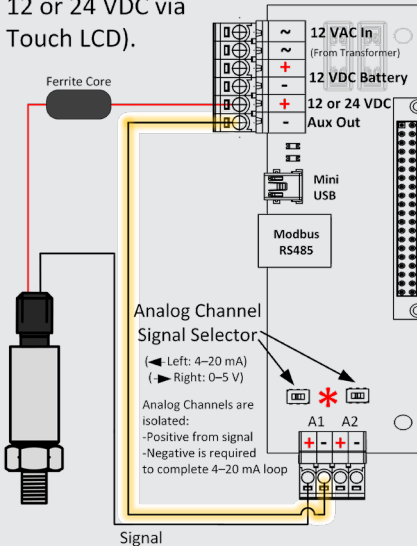 12 or 24 VDC via
Touch LCD).
Ferrite Core
~ 12 VAC In
~ (From Transformer)
+ 12 VDC Battery
-
+ 12 or 24 VDC
- Aux Out
Mini
USB
Modbus
RS485
Analog Channel
Signal Selector
(◄ Left: 4–20 mA)
(► Right: 0–5 V)
*
Analog Channels are
isolated:
-Positive from signal
-Negative is required
to complete 4–20 mA loop
A1 A2
+ - + -
Signal